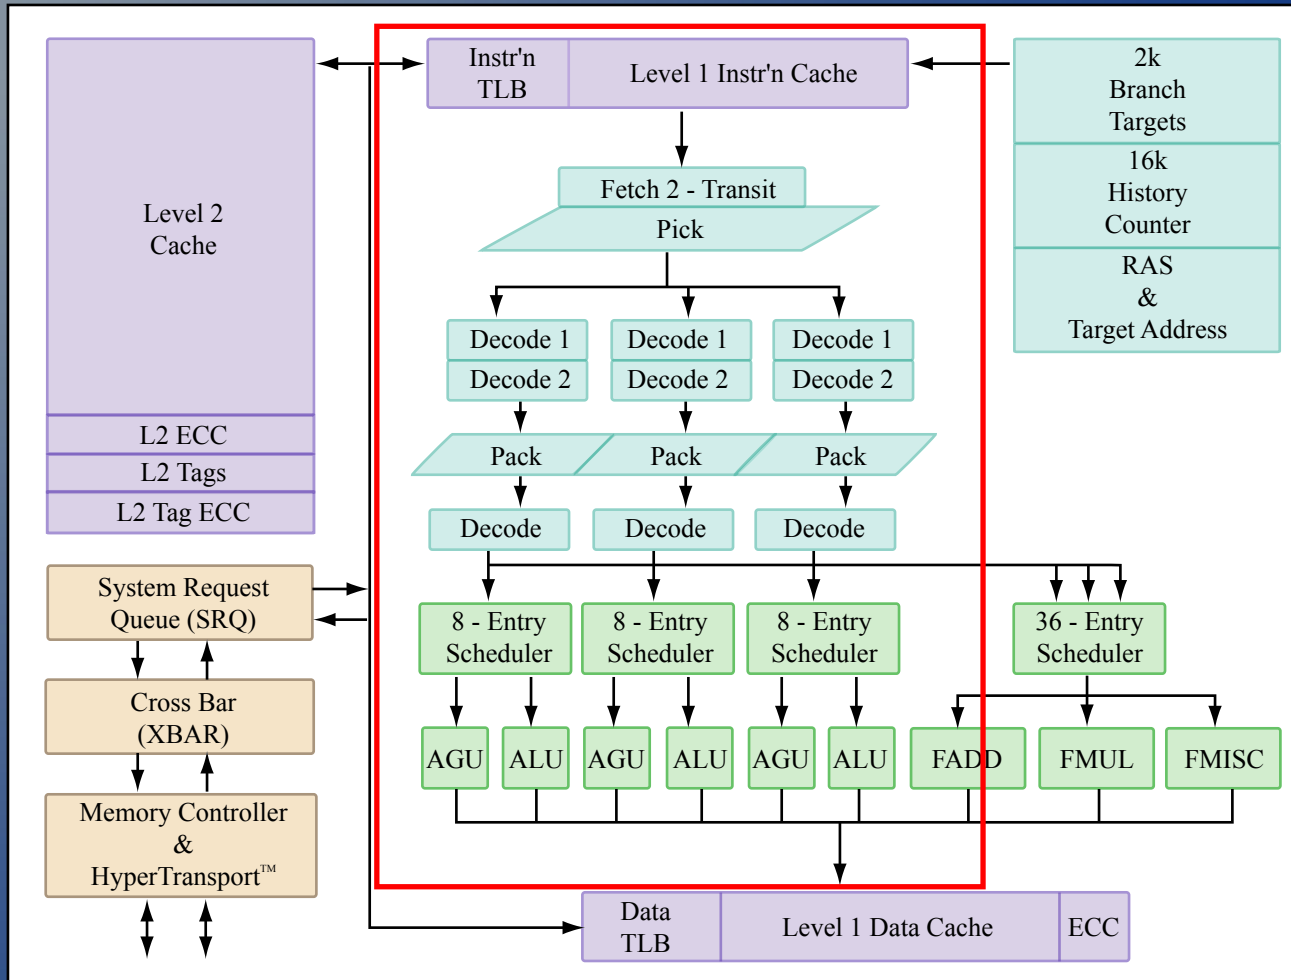 Instr'n
TLB
Level 1 Instr'n Cache
2k
Branch
Targets
16k
History
Counter
RAS
&
Target Address
Level 2
Cache
L2 ECC
L2 Tags
L2 Tag ECC
Fetch 2 - Transit
Pick
Decode 1
Decode 1
Decode 1
Decode 2
Decode 2
Decode 2
Pack
Pack
Pack
Decode
Decode
Decode
System Request
Queue (SRQ)
Cross Bar
(XBAR)
Memory Controller
&
HyperTransport™
8 - Entry
Scheduler
8 - Entry
Scheduler
8 - Entry
Scheduler
36 - Entry
Scheduler
AGU
ALU
AGU
ALU
AGU
ALU
FADD
FMUL
FMISC
Data
TLB
Level 1 Data Cache
ECC